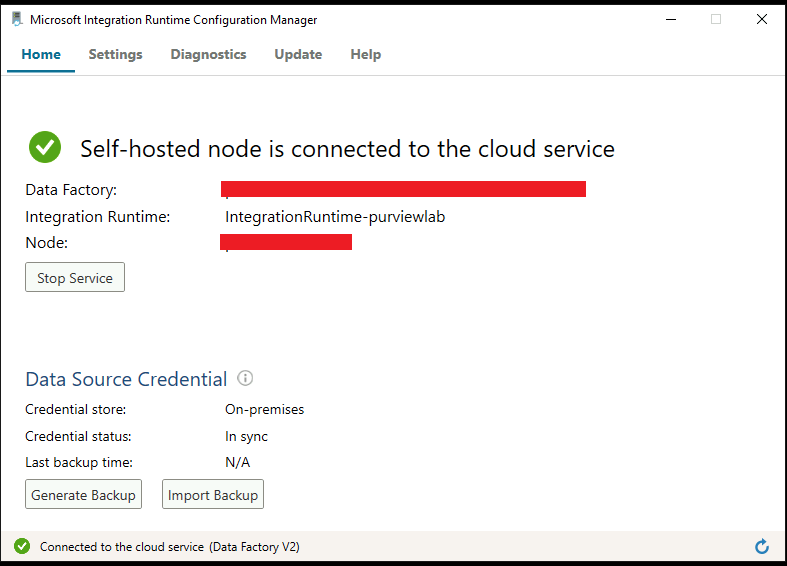 Microsoft Integration Runtime Configuration Manager
Home Settings Diagnostics Update Help
Self-hosted node is connected to the cloud service
Data Factory:
Integration Runtime: IntegrationRuntime-purviewlab
Node:
Stop Service
Data Source Credential
Credential store: On-premises
Credential status: In sync
Last backup time: N/A
Generate Backup Import Backup
Connected to the cloud service (Data Factory V2)